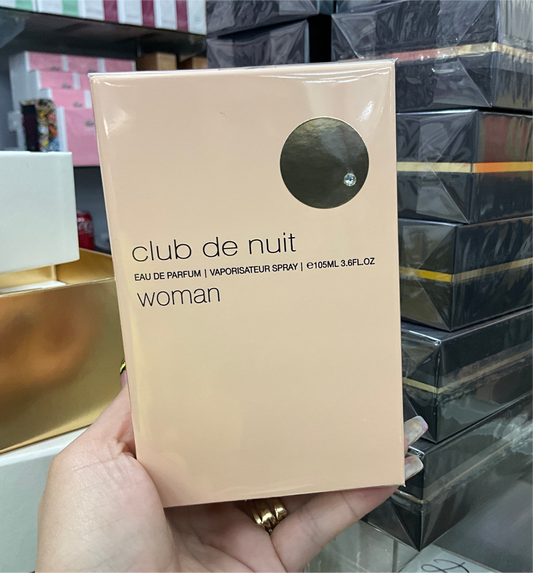 club de nuit
EAU DE PARFUM | VAPORISATEUR SPRAY | ℮105ML 3.6FL.OZ
woman